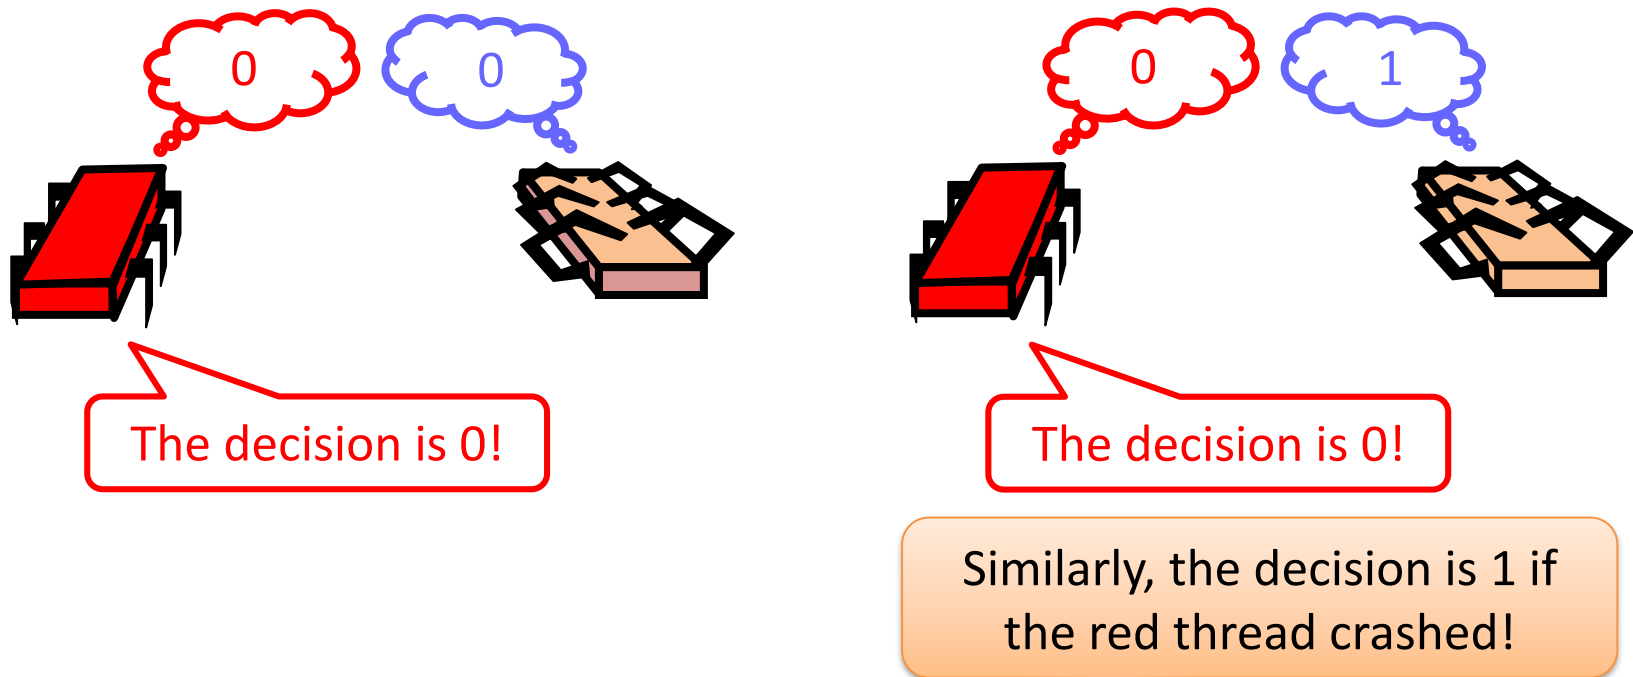 0
0
The decision is 0!
0
1
The decision is 0!
Similarly, the decision is 1 if
the red thread crashed!